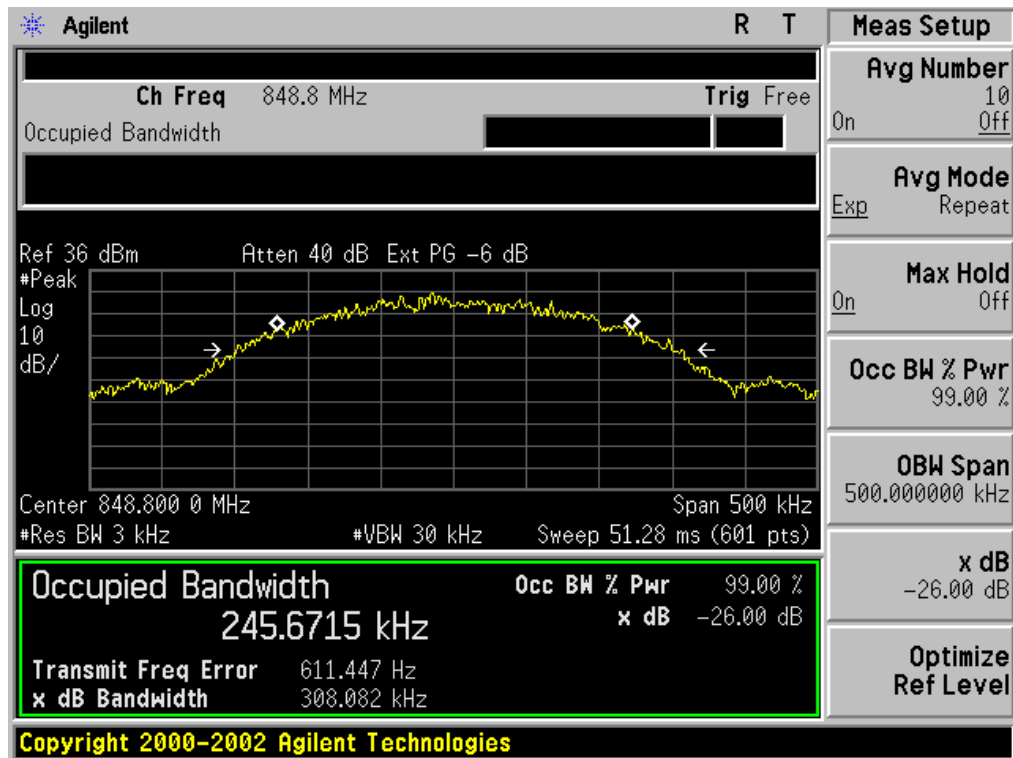 Agilent R T
Ch Freq 848.8 MHz Trig Free
Occupied Bandwidth
Ref 36 dBm Atten 40 dB Ext PG -6 dB
#Peak
Log
10
dB/
Center 848.800 0 MHz Span 500 kHz
#Res BW 3 kHz #VBW 30 kHz Sweep 51.28 ms (601 pts)
Occupied Bandwidth Occ BW % Pwr 99.00 %
245.6715 kHz x dB -26.00 dB
Transmit Freq Error 611.447 Hz
x dB Bandwidth 308.082 kHz
Copyright 2000-2002 Agilent Technologies
Meas Setup
Avg Number
10
On Off
Avg Mode
Exp Repeat
Max Hold
On Off
Occ BW % Pwr
99.00 %
OBW Span
500.000000 kHz
x dB
-26.00 dB
Optimize
Ref Level